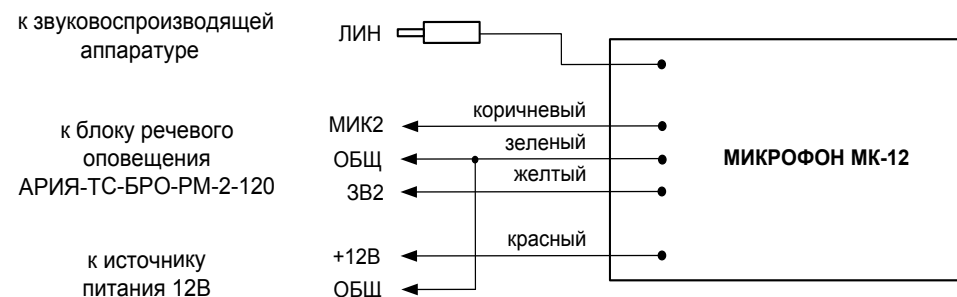 к звуковоспроизводящей
аппаратуре
ЛИН
к блоку речевого
оповещения
АРИЯ-ТС-БРО-РМ-2-120
МИК2
коричневый
ОБЩ
зеленый
ЗВ2
желтый
МИКРОФОН МК-12
к источнику
питания 12В
+12В
красный
ОБЩ